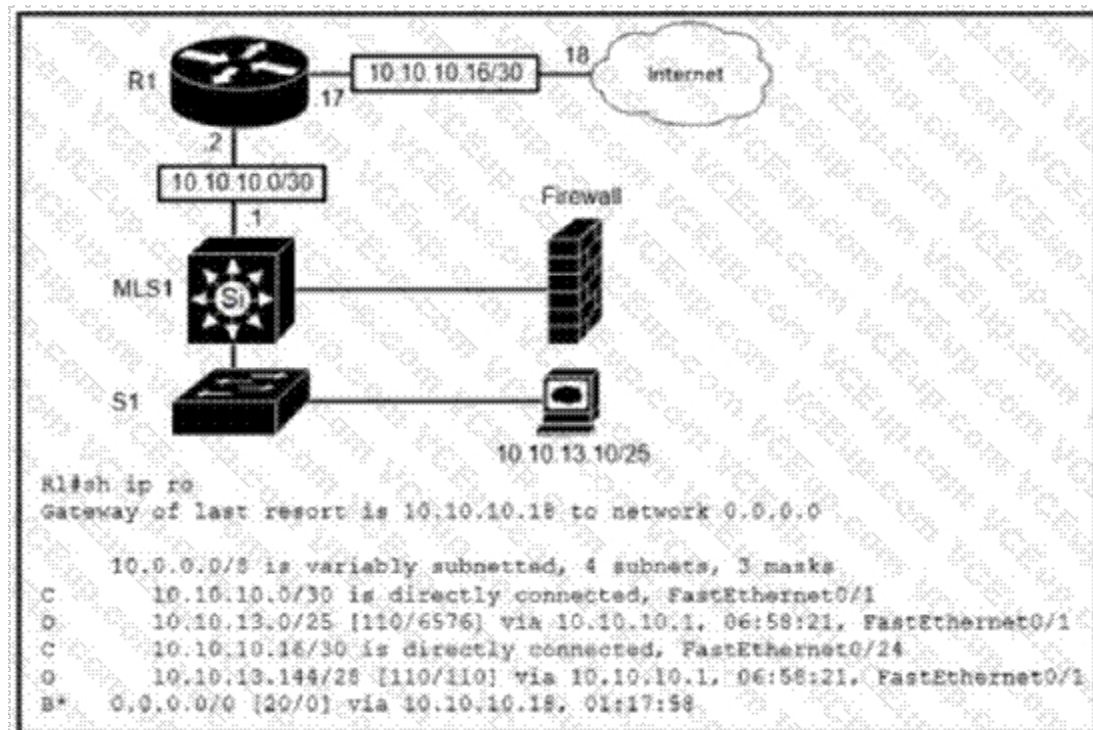 R1
10.10.10.16/30
18
Internet
.17
.2
10.10.10.0/30
.1
Firewall
MLS1
Si
S1
10.10.13.10/25
R1#sh ip ro
Gateway of last resort is 10.10.10.18 to network 0.0.0.0
10.0.0.0/8 is variably subnetted, 4 subnets, 3 masks
C 10.10.10.0/30 is directly connected, FastEthernet0/1
O 10.10.13.0/25 [110/6576] via 10.10.10.1, 06:58:21, FastEthernet0/1
C 10.10.10.16/30 is directly connected, FastEthernet0/24
O 10.10.13.144/28 [110/110] via 10.10.10.1, 06:58:21, FastEthernet0/1
B* 0.0.0.0/0 [20/0] via 10.10.10.18, 01:17:58